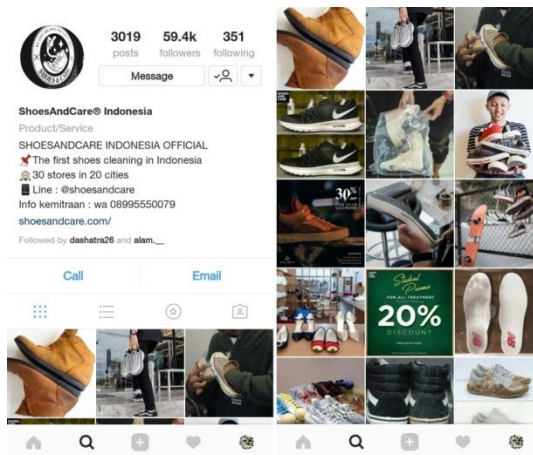 3019
59.4k
351
posts
followers
following
Message
ShoesAndCare® Indonesia
Product/Service
SHOESANDCARE INDONESIA OFFICIAL
📌The first shoes cleaning in Indonesia
🏠30 stores in 20 cities
📱Line : @shoesandcare
Info kemitraan : wa 08995550079
shoesandcare.com/
Followed by dashatra26 and alam.__
Call
Email
30%
Student
Promo
FOR ALL TREATMENT
20%
DISCOUNT